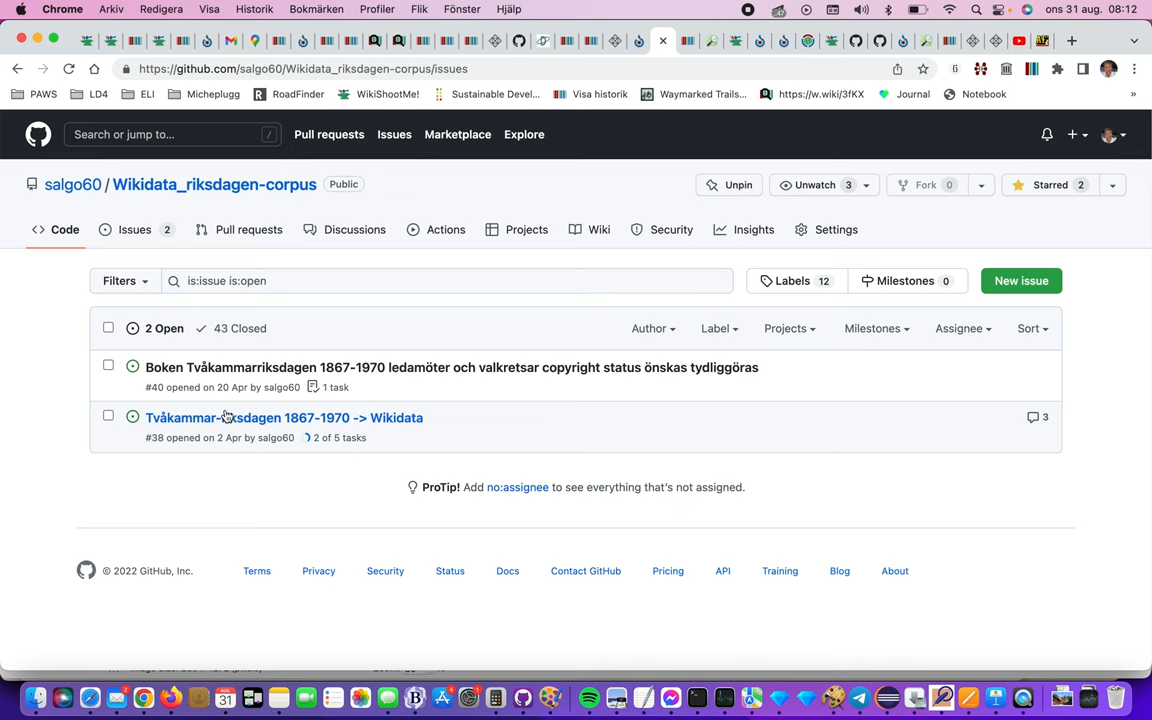 Chrome Arkiv Redigera Visa Historik Bokmärken Profiler Flik Fönster Hjälp ons 31 aug. 08:12
https://github.com/salgo60/Wikidata_riksdagen-corpus/issues
PAWS LD4 ELI Micheplugg RoadFinder WikiShootMe! Sustainable Devel... Visa historik Waymarked Trails... https://w.wiki/3fKX Journal Notebook »
Search or jump to... / Pull requests Issues Marketplace Explore
salgo60 / Wikidata_riksdagen-corpus Public Unpin Unwatch 3 Fork 0 Starred 2
Code Issues 2 Pull requests Discussions Actions Projects Wiki Security Insights Settings
Filters is:issue is:open Labels 12 Milestones 0 New issue
2 Open 43 Closed Author Label Projects Milestones Assignee Sort
Boken Tvåkammarriksdagen 1867-1970 ledamöter och valkretsar copyright status önskas tydliggöras
#40 opened on 20 Apr by salgo60 1 task
Tvåkammar-riksdagen 1867-1970 -> Wikidata 3
#38 opened on 2 Apr by salgo60 2 of 5 tasks
ProTip! Add no:assignee to see everything that's not assigned.
© 2022 GitHub, Inc. Terms Privacy Security Status Docs Contact GitHub Pricing API Training Blog About